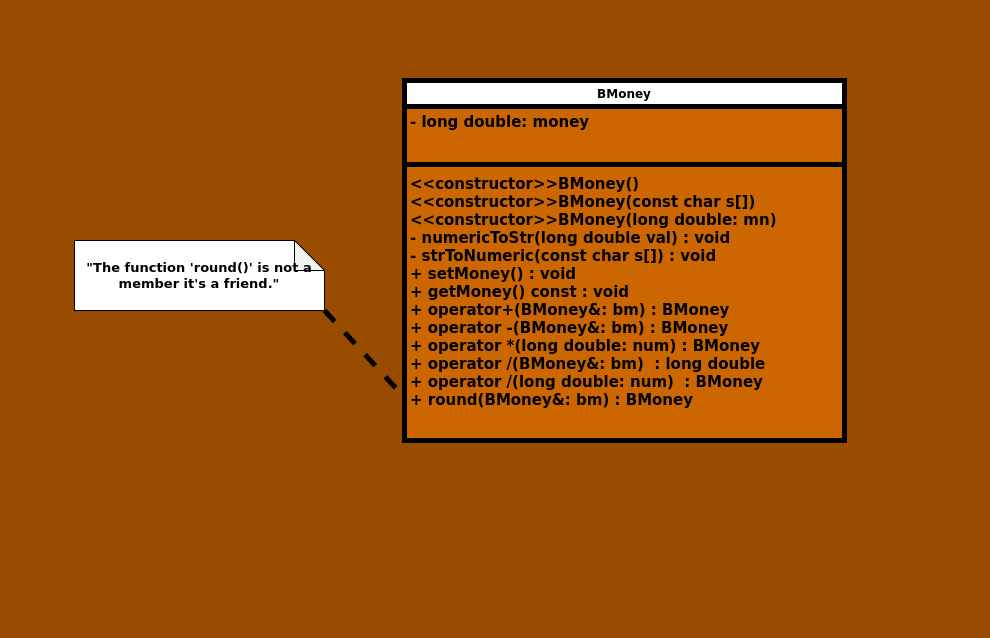 BMoney
- long double: money
<<constructor>>BMoney()
<<constructor>>BMoney(const char s[])
<<constructor>>BMoney(long double: mn)
- numericToStr(long double val) : void
- strToNumeric(const char s[]) : void
+ setMoney() : void
+ getMoney() const : void
+ operator+(BMoney&: bm) : BMoney
+ operator -(BMoney&: bm) : BMoney
+ operator *(long double: num) : BMoney
+ operator /(BMoney&: bm)  : long double
+ operator /(long double: num)  : BMoney
+ round(BMoney&: bm) : BMoney
"The function 'round()' is not a
member it's a friend."